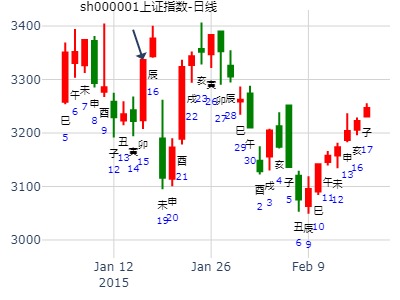 sh000001上证指数-日线
3400
3300
3200
3100
3000
巳
5
午
6
未
7
申
8
酉
9
子
12
丑
13
寅
14
卯
15
辰
16
未
19
申
20
酉
21
戌
22
亥
23
寅
26
卯
27
辰
28
巳
29
午
30
酉
2
戌
3
亥
4
子
5
丑
6
辰
9
巳
10
午
11
未
12
申
13
亥
16
子
17
Jan 12
2015
Jan 26
Feb 9